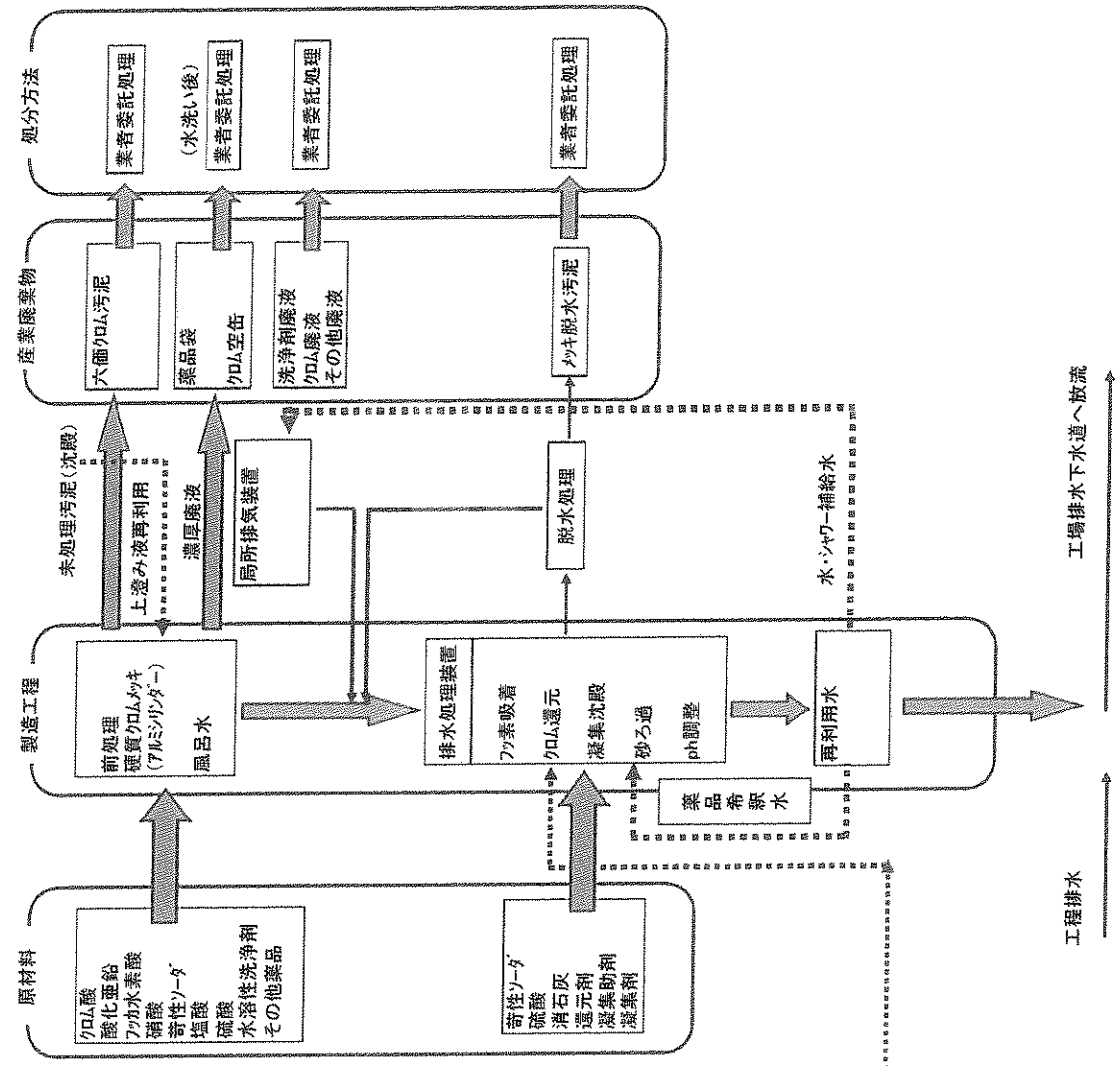 原材料
クロム酸
酸化亜鉛
フッカ水素酸
硝酸
苛性ソーダ
塩酸
硫酸
水溶性洗浄剤
その他薬品
苛性ソーダ
硫酸
消石灰
還元剤
凝集助剤
凝集剤
製造工程
前処理
硬質クロムメッキ
(アルミシリンダー)
風呂水
排水処理装置
フッ素吸着
クロム還元
凝集沈殿
砂ろ過
ph調整
薬品希釈水
再利用水
未処理汚泥(沈殿)
上澄み液再利用
濃厚廃液
局所排気装置
脱水処理
水・シャワー補給水
産業廃棄物
六価クロム汚泥
薬品袋
クロム空缶
洗浄剤廃液
クロム廃液
その他廃液
メッキ脱水汚泥
処分方法
業者委託処理
(水洗い後)
業者委託処理
業者委託処理
業者委託処理
工程排水
工場排水下水道へ放流